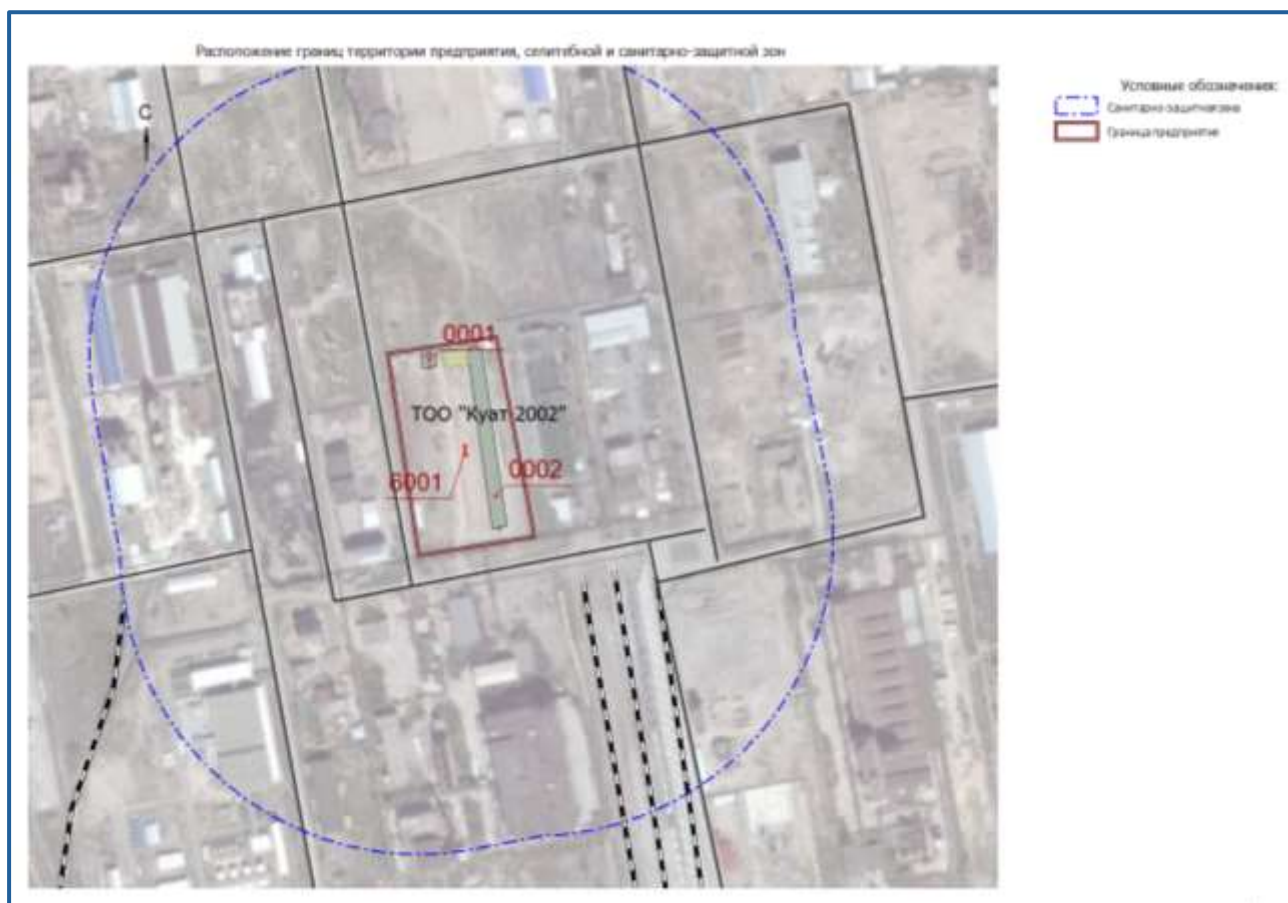 Расположение границ территории предприятия, селитебной и санитарно-защитной зон
Условные обозначения:
Санитарно-защитная зона
Граница предприятия
С
0001
ТОО "Куат 2002"
6001
0002